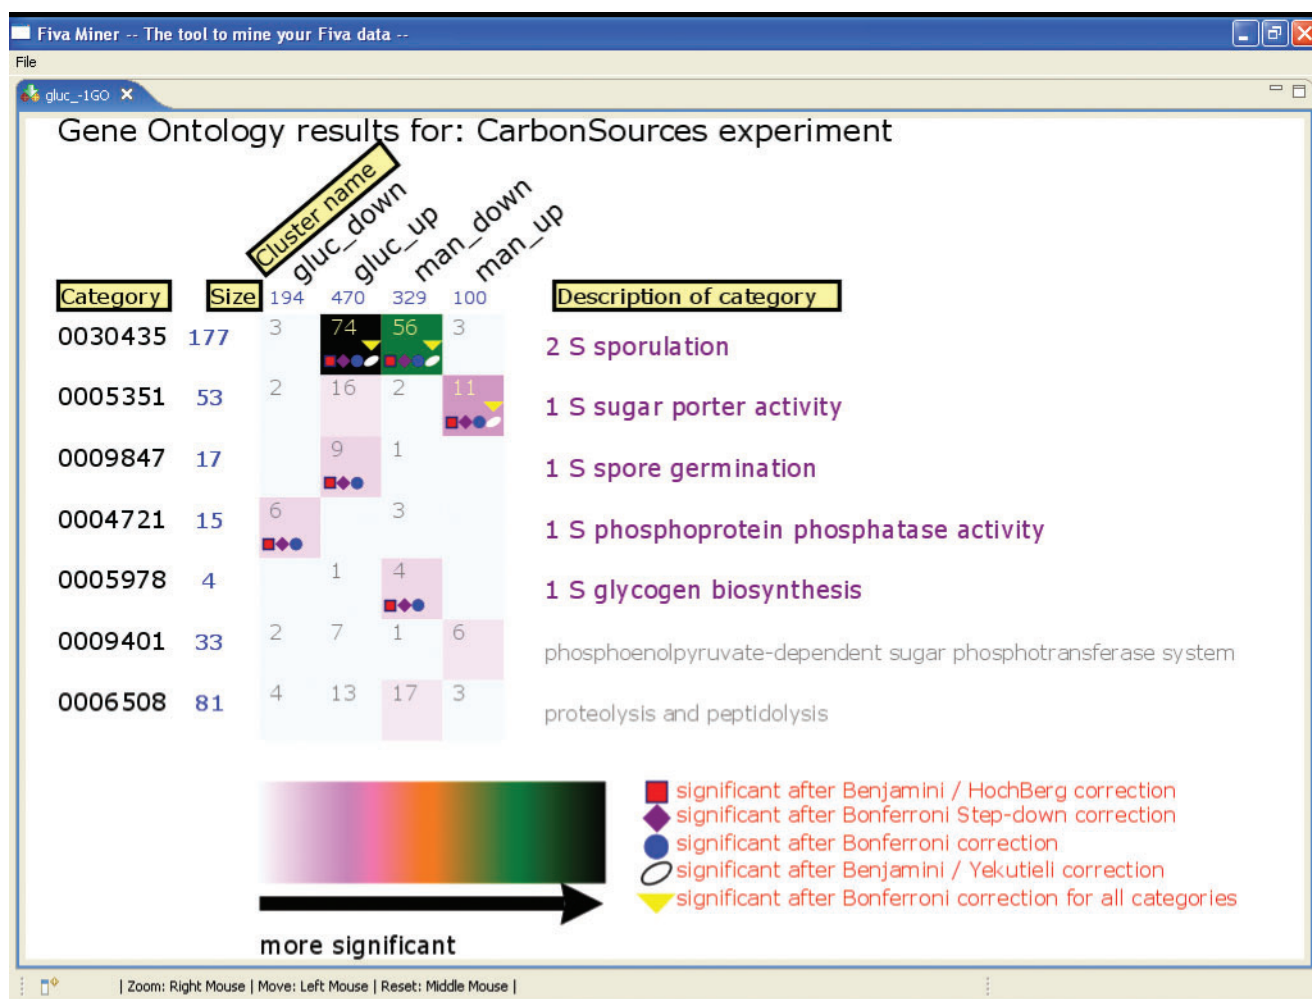 Fiva Miner -- The tool to mine your Fiva data --
File
gluc_-1GO
Gene Ontology results for: CarbonSources experiment
Cluster name
gluc_down
gluc_up
man_down
man_up
Category Size 194 470 329 100 Description of category
0030435 177 3 74 56 3 2 S sporulation
0005351 53 2 16 2 11 1 S sugar porter activity
0009847 17 9 1 1 S spore germination
0004721 15 6 3 1 S phosphoprotein phosphatase activity
0005978 4 1 4 1 S glycogen biosynthesis
0009401 33 2 7 1 6 phosphoenolpyruvate-dependent sugar phosphotransferase system
0006508 81 4 13 17 3 proteolysis and peptidolysis
significant after Benjamini / HochBerg correction
significant after Bonferroni Step-down correction
significant after Bonferroni correction
significant after Benjamini / Yekutieli correction
significant after Bonferroni correction for all categories
more significant
| Zoom: Right Mouse | Move: Left Mouse | Reset: Middle Mouse |